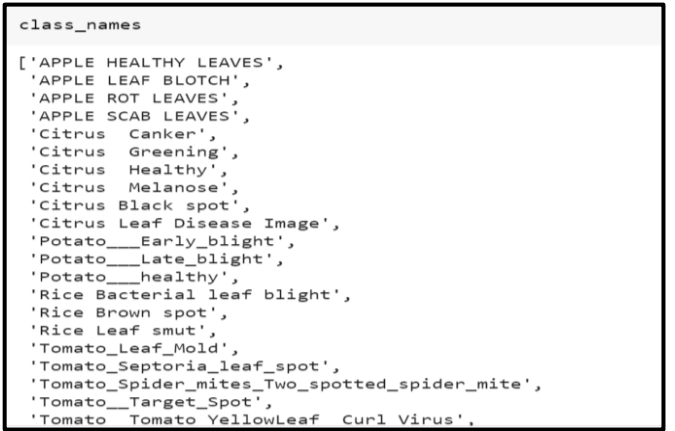 class_names
['APPLE HEALTHY LEAVES',
'APPLE LEAF BLOTCH',
'APPLE ROT LEAVES',
'APPLE SCAB LEAVES',
'Citrus  Canker',
'Citrus  Greening',
'Citrus  Healthy',
'Citrus  Melanose',
'Citrus Black spot',
'Citrus Leaf Disease Image',
'Potato___Early_blight',
'Potato___Late_blight',
'Potato___healthy',
'Rice Bacterial leaf blight',
'Rice Brown spot',
'Rice Leaf smut',
'Tomato_Leaf_Mold',
'Tomato_Septoria_leaf_spot',
'Tomato_Spider_mites_Two_spotted_spider_mite',
'Tomato__Target_Spot',
'Tomato  Tomato YellowLeaf  Curl Virus',